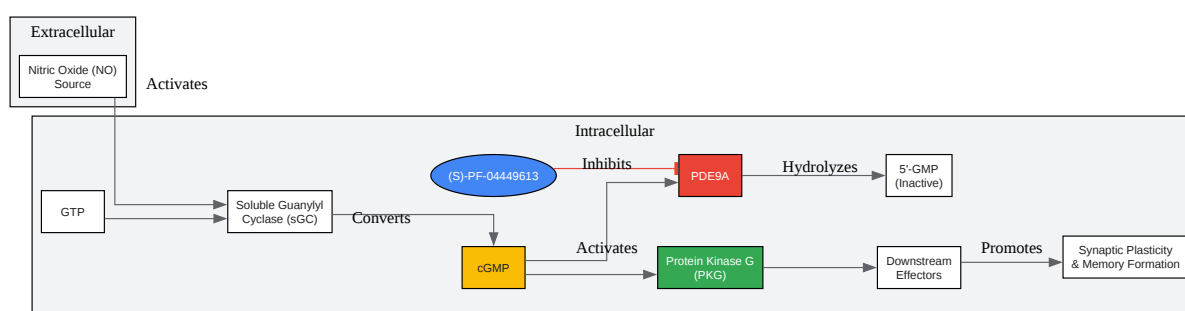 Extracellular
Nitric Oxide (NO)
Source
Activates
Intracellular
(S)-PF-04449613
Inhibits
PDE9A
Hydrolyzes
5'-GMP
(Inactive)
GTP
Soluble Guanylyl
Cyclase (sGC)
Converts
cGMP
Activates
Protein Kinase G
(PKG)
Downstream
Effectors
Promotes
Synaptic Plasticity
& Memory Formation